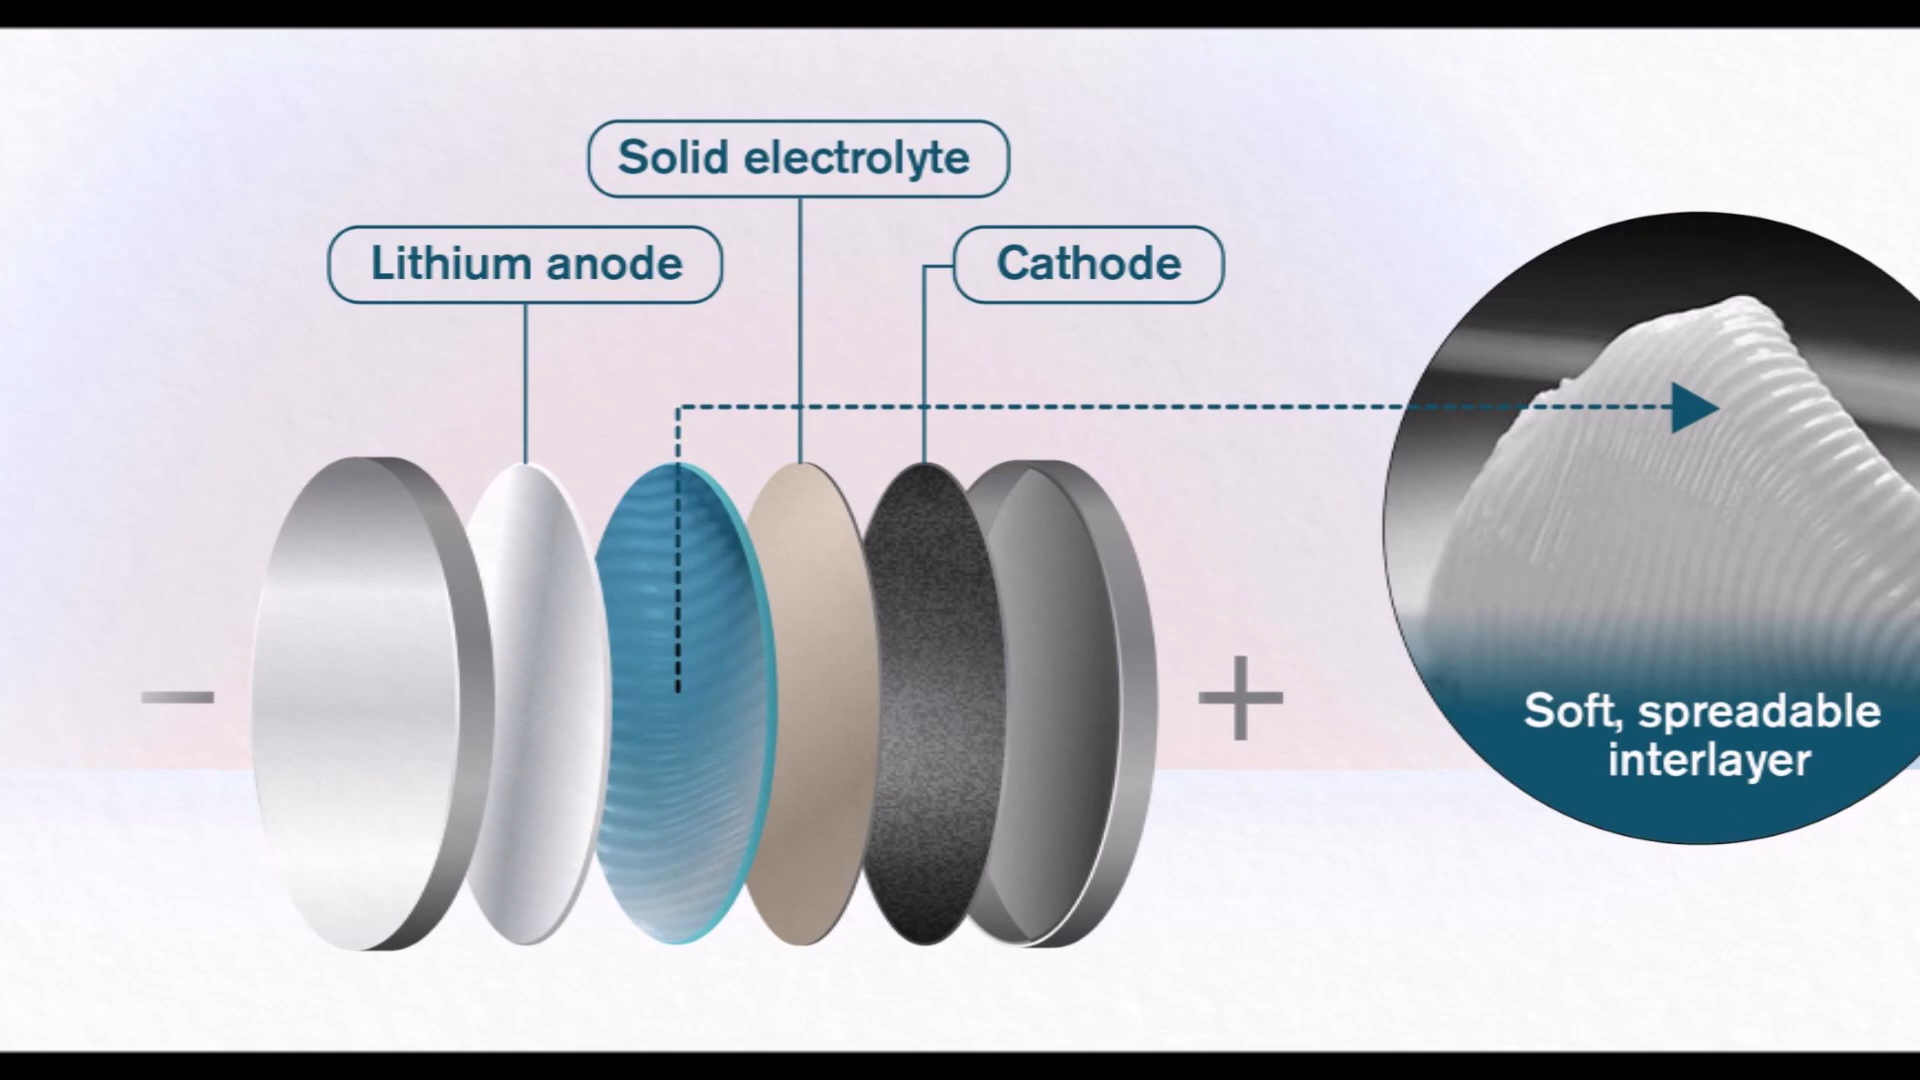 Solid electrolyte
Lithium anode
Cathode
Soft, spreadable
interlayer